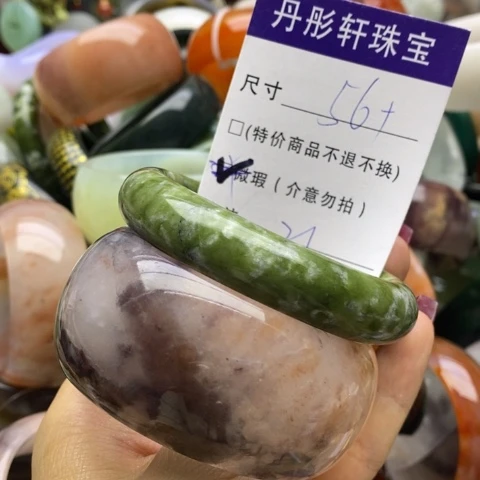 丹彤轩珠宝
尺寸 56+
□(特价商品不退不换)
微瑕(介意勿拍)